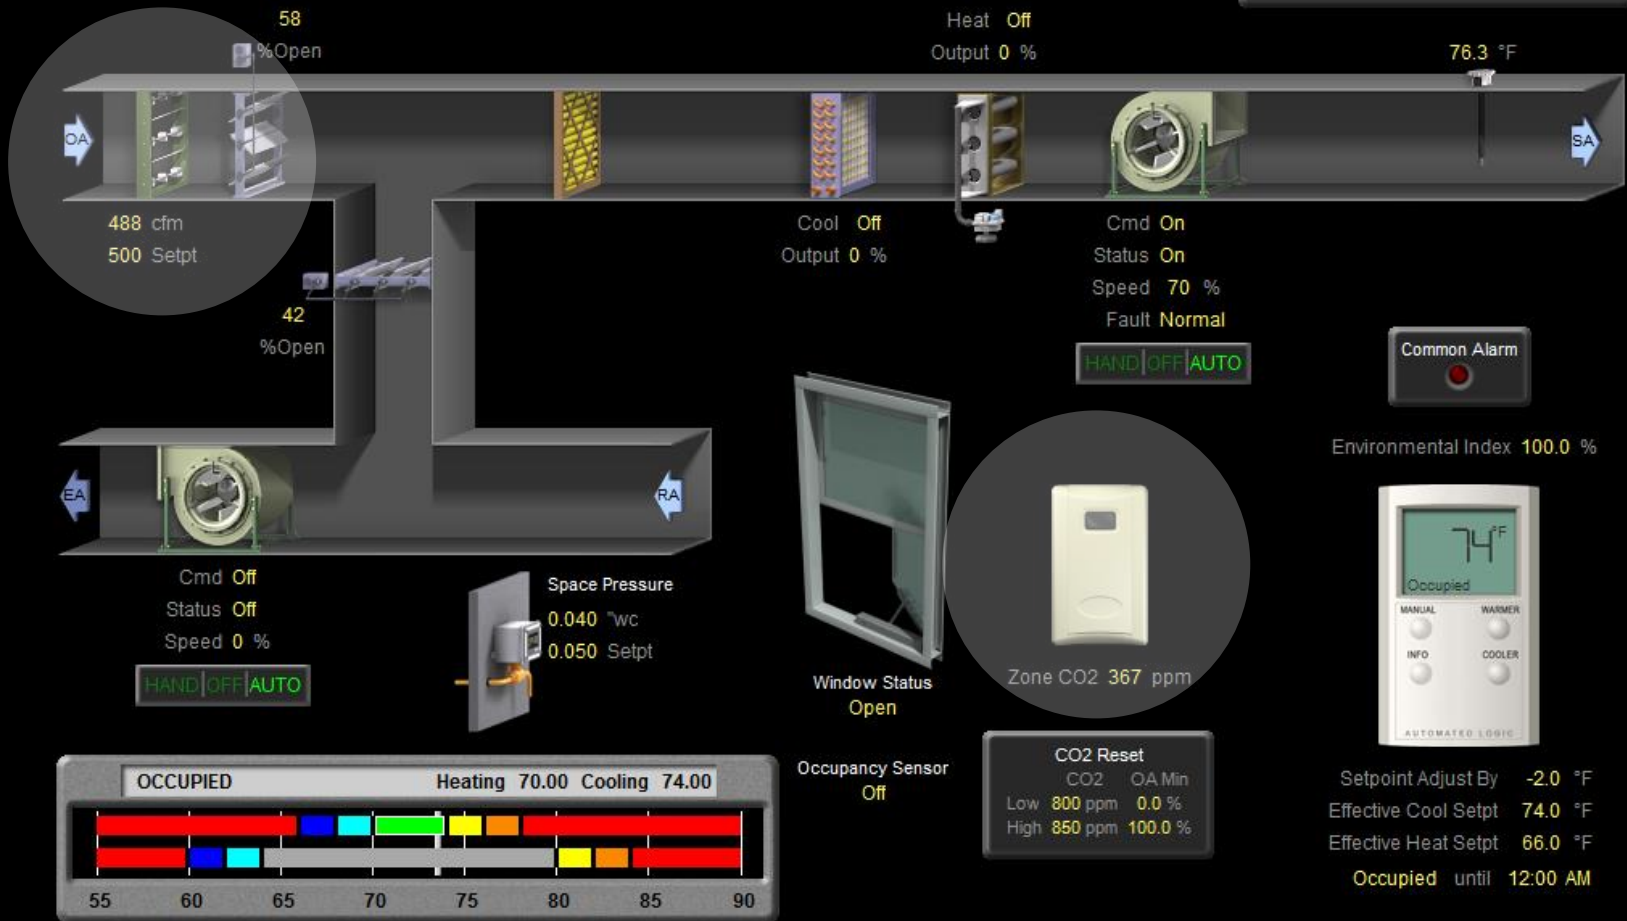 58
%Open
Heat Off
Output 0 %
76.3 °F
OA
SA
488 cfm
500 Setpt
Cool Off
Output 0 %
Cmd On
Status On
Speed 70 %
Fault Normal
HAND OFF AUTO
42
%Open
Common Alarm
Environmental Index 100.0 %
EA
RA
74 °F
Occupied
MANUAL WARMER
INFO COOLER
AUTOMATED LOGIC
Cmd Off
Status Off
Speed 0 %
HAND OFF AUTO
Space Pressure
0.040 "wc
0.050 Setpt
Window Status
Open
Zone CO2 367 ppm
Occupancy Sensor
Off
CO2 Reset
CO2 OA Min
Low 800 ppm 0.0 %
High 850 ppm 100.0 %
Setpoint Adjust By -2.0 °F
Effective Cool Setpt 74.0 °F
Effective Heat Setpt 66.0 °F
Occupied until 12:00 AM
OCCUPIED Heating 70.00 Cooling 74.00
55 60 65 70 75 80 85 90